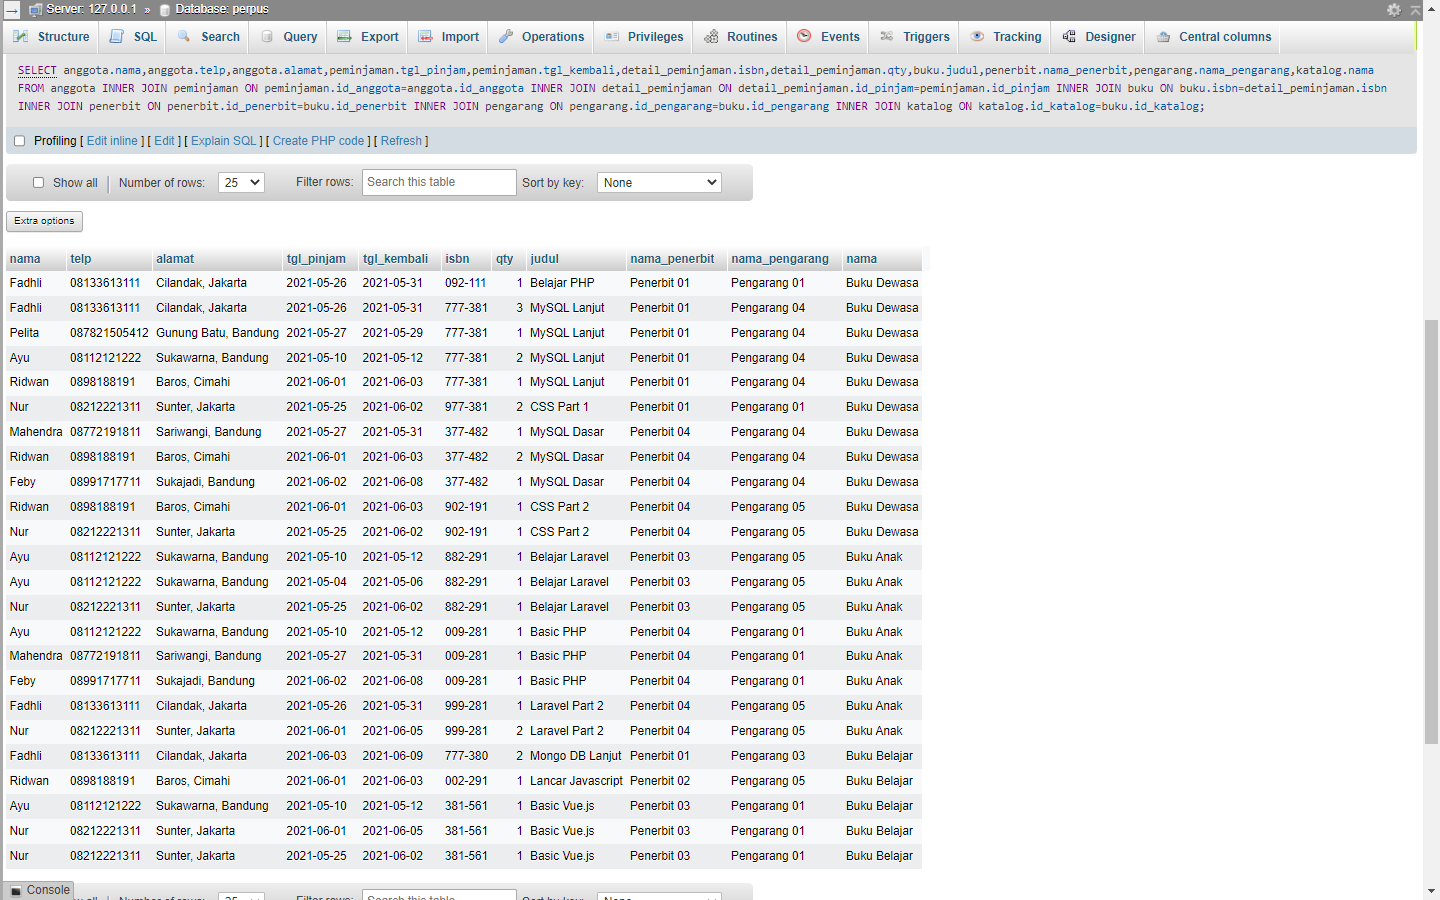 Server: 127.0.0.1 » Database: perpus
Structure SQL Search Query Export Import Operations Privileges Routines Events Triggers Tracking Designer Central columns
SELECT anggota.nama,anggota.telp,anggota.alamat,peminjaman.tgl_pinjam,peminjaman.tgl_kembali,detail_peminjaman.isbn,detail_peminjaman.qty,buku.judul,penerbit.nama_penerbit,pengarang.nama_pengarang,katalog.nama
FROM anggota INNER JOIN peminjaman ON peminjaman.id_anggota=anggota.id_anggota INNER JOIN detail_peminjaman ON detail_peminjaman.id_pinjam=peminjaman.id_pinjam INNER JOIN buku ON buku.isbn=detail_peminjaman.isbn
INNER JOIN penerbit ON penerbit.id_penerbit=buku.id_penerbit INNER JOIN pengarang ON pengarang.id_pengarang=buku.id_pengarang INNER JOIN katalog ON katalog.id_katalog=buku.id_katalog;
Profiling [ Edit inline ] [ Edit ] [ Explain SQL ] [ Create PHP code ] [ Refresh ]
Show all Number of rows: 25 Filter rows: Search this table Sort by key: None
Extra options
nama telp alamat tgl_pinjam tgl_kembali isbn qty judul nama_penerbit nama_pengarang nama
Fadhli 08133613111 Cilandak, Jakarta 2021-05-26 2021-05-31 092-111 1 Belajar PHP Penerbit 01 Pengarang 01 Buku Dewasa
Fadhli 08133613111 Cilandak, Jakarta 2021-05-26 2021-05-31 777-381 3 MySQL Lanjut Penerbit 01 Pengarang 04 Buku Dewasa
Pelita 087821505412 Gunung Batu, Bandung 2021-05-27 2021-05-29 777-381 1 MySQL Lanjut Penerbit 01 Pengarang 04 Buku Dewasa
Ayu 08112121222 Sukawarna, Bandung 2021-05-10 2021-05-12 777-381 2 MySQL Lanjut Penerbit 01 Pengarang 04 Buku Dewasa
Ridwan 0898188191 Baros, Cimahi 2021-06-01 2021-06-03 777-381 1 MySQL Lanjut Penerbit 01 Pengarang 04 Buku Dewasa
Nur 08212221311 Sunter, Jakarta 2021-05-25 2021-06-02 977-381 2 CSS Part 1 Penerbit 01 Pengarang 01 Buku Dewasa
Mahendra 08772191811 Sariwangi, Bandung 2021-05-27 2021-05-31 377-482 1 MySQL Dasar Penerbit 04 Pengarang 04 Buku Dewasa
Ridwan 0898188191 Baros, Cimahi 2021-06-01 2021-06-03 377-482 2 MySQL Dasar Penerbit 04 Pengarang 04 Buku Dewasa
Feby 08991717711 Sukajadi, Bandung 2021-06-02 2021-06-08 377-482 1 MySQL Dasar Penerbit 04 Pengarang 04 Buku Dewasa
Ridwan 0898188191 Baros, Cimahi 2021-06-01 2021-06-03 902-191 1 CSS Part 2 Penerbit 04 Pengarang 05 Buku Dewasa
Nur 08212221311 Sunter, Jakarta 2021-05-25 2021-06-02 902-191 1 CSS Part 2 Penerbit 04 Pengarang 05 Buku Dewasa
Ayu 08112121222 Sukawarna, Bandung 2021-05-10 2021-05-12 882-291 1 Belajar Laravel Penerbit 03 Pengarang 05 Buku Anak
Ayu 08112121222 Sukawarna, Bandung 2021-05-04 2021-05-06 882-291 1 Belajar Laravel Penerbit 03 Pengarang 05 Buku Anak
Nur 08212221311 Sunter, Jakarta 2021-05-25 2021-06-02 882-291 1 Belajar Laravel Penerbit 03 Pengarang 05 Buku Anak
Ayu 08112121222 Sukawarna, Bandung 2021-05-10 2021-05-12 009-281 1 Basic PHP Penerbit 04 Pengarang 01 Buku Anak
Mahendra 08772191811 Sariwangi, Bandung 2021-05-27 2021-05-31 009-281 1 Basic PHP Penerbit 04 Pengarang 01 Buku Anak
Feby 08991717711 Sukajadi, Bandung 2021-06-02 2021-06-08 009-281 1 Basic PHP Penerbit 04 Pengarang 01 Buku Anak
Fadhli 08133613111 Cilandak, Jakarta 2021-05-26 2021-05-31 999-281 1 Laravel Part 2 Penerbit 04 Pengarang 05 Buku Anak
Nur 08212221311 Sunter, Jakarta 2021-06-01 2021-06-05 999-281 2 Laravel Part 2 Penerbit 04 Pengarang 05 Buku Anak
Fadhli 08133613111 Cilandak, Jakarta 2021-06-03 2021-06-09 777-380 2 Mongo DB Lanjut Penerbit 01 Pengarang 03 Buku Belajar
Ridwan 0898188191 Baros, Cimahi 2021-06-01 2021-06-03 002-291 1 Lancar Javascript Penerbit 02 Pengarang 05 Buku Belajar
Ayu 08112121222 Sukawarna, Bandung 2021-05-10 2021-05-12 381-561 1 Basic Vue.js Penerbit 03 Pengarang 01 Buku Belajar
Nur 08212221311 Sunter, Jakarta 2021-06-01 2021-06-05 381-561 1 Basic Vue.js Penerbit 03 Pengarang 01 Buku Belajar
Nur 08212221311 Sunter, Jakarta 2021-05-25 2021-06-02 381-561 1 Basic Vue.js Penerbit 03 Pengarang 01 Buku Belajar
Console all Number of rows: 25 Filter rows: Search this table Sort by key: None